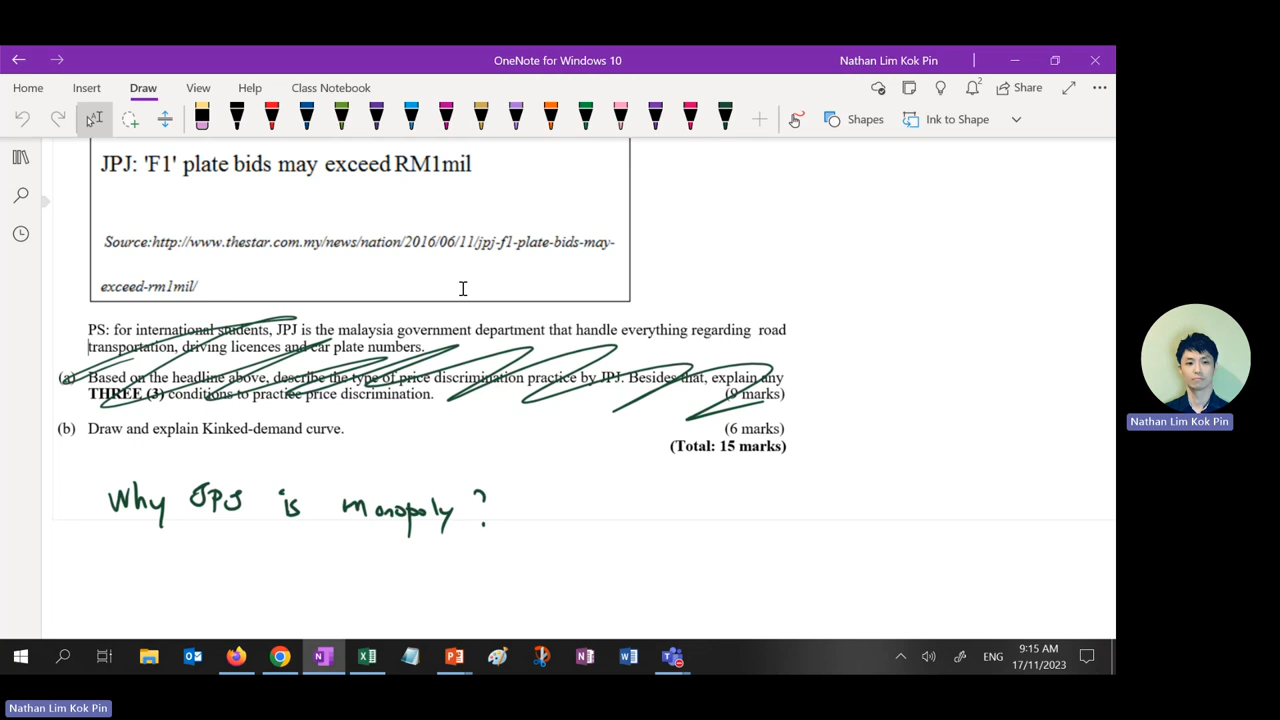 OneNote for Windows 10
Nathan Lim Kok Pin
Home Insert Draw View Help Class Notebook
2
Share
Shapes
Ink to Shape
JPJ: 'F1' plate bids may exceed RM1mil
Source:http://www.thestar.com.my/news/nation/2016/06/11/jpj-f1-plate-bids-may-
exceed-rm1mil/
PS: for international students, JPJ is the malaysia government department that handle everything regarding road
transportation, driving licences and car plate numbers.
(a) Based on the headline above, describe the type of price discrimination practice by JPJ. Besides that, explain any
THREE (3) conditions to practice price discrimination. (9 marks)
(b) Draw and explain Kinked-demand curve. (6 marks)
(Total: 15 marks)
Why JPJ is monopoly ?
Nathan Lim Kok Pin
ENG
9:15 AM
17/11/2023
Nathan Lim Kok Pin